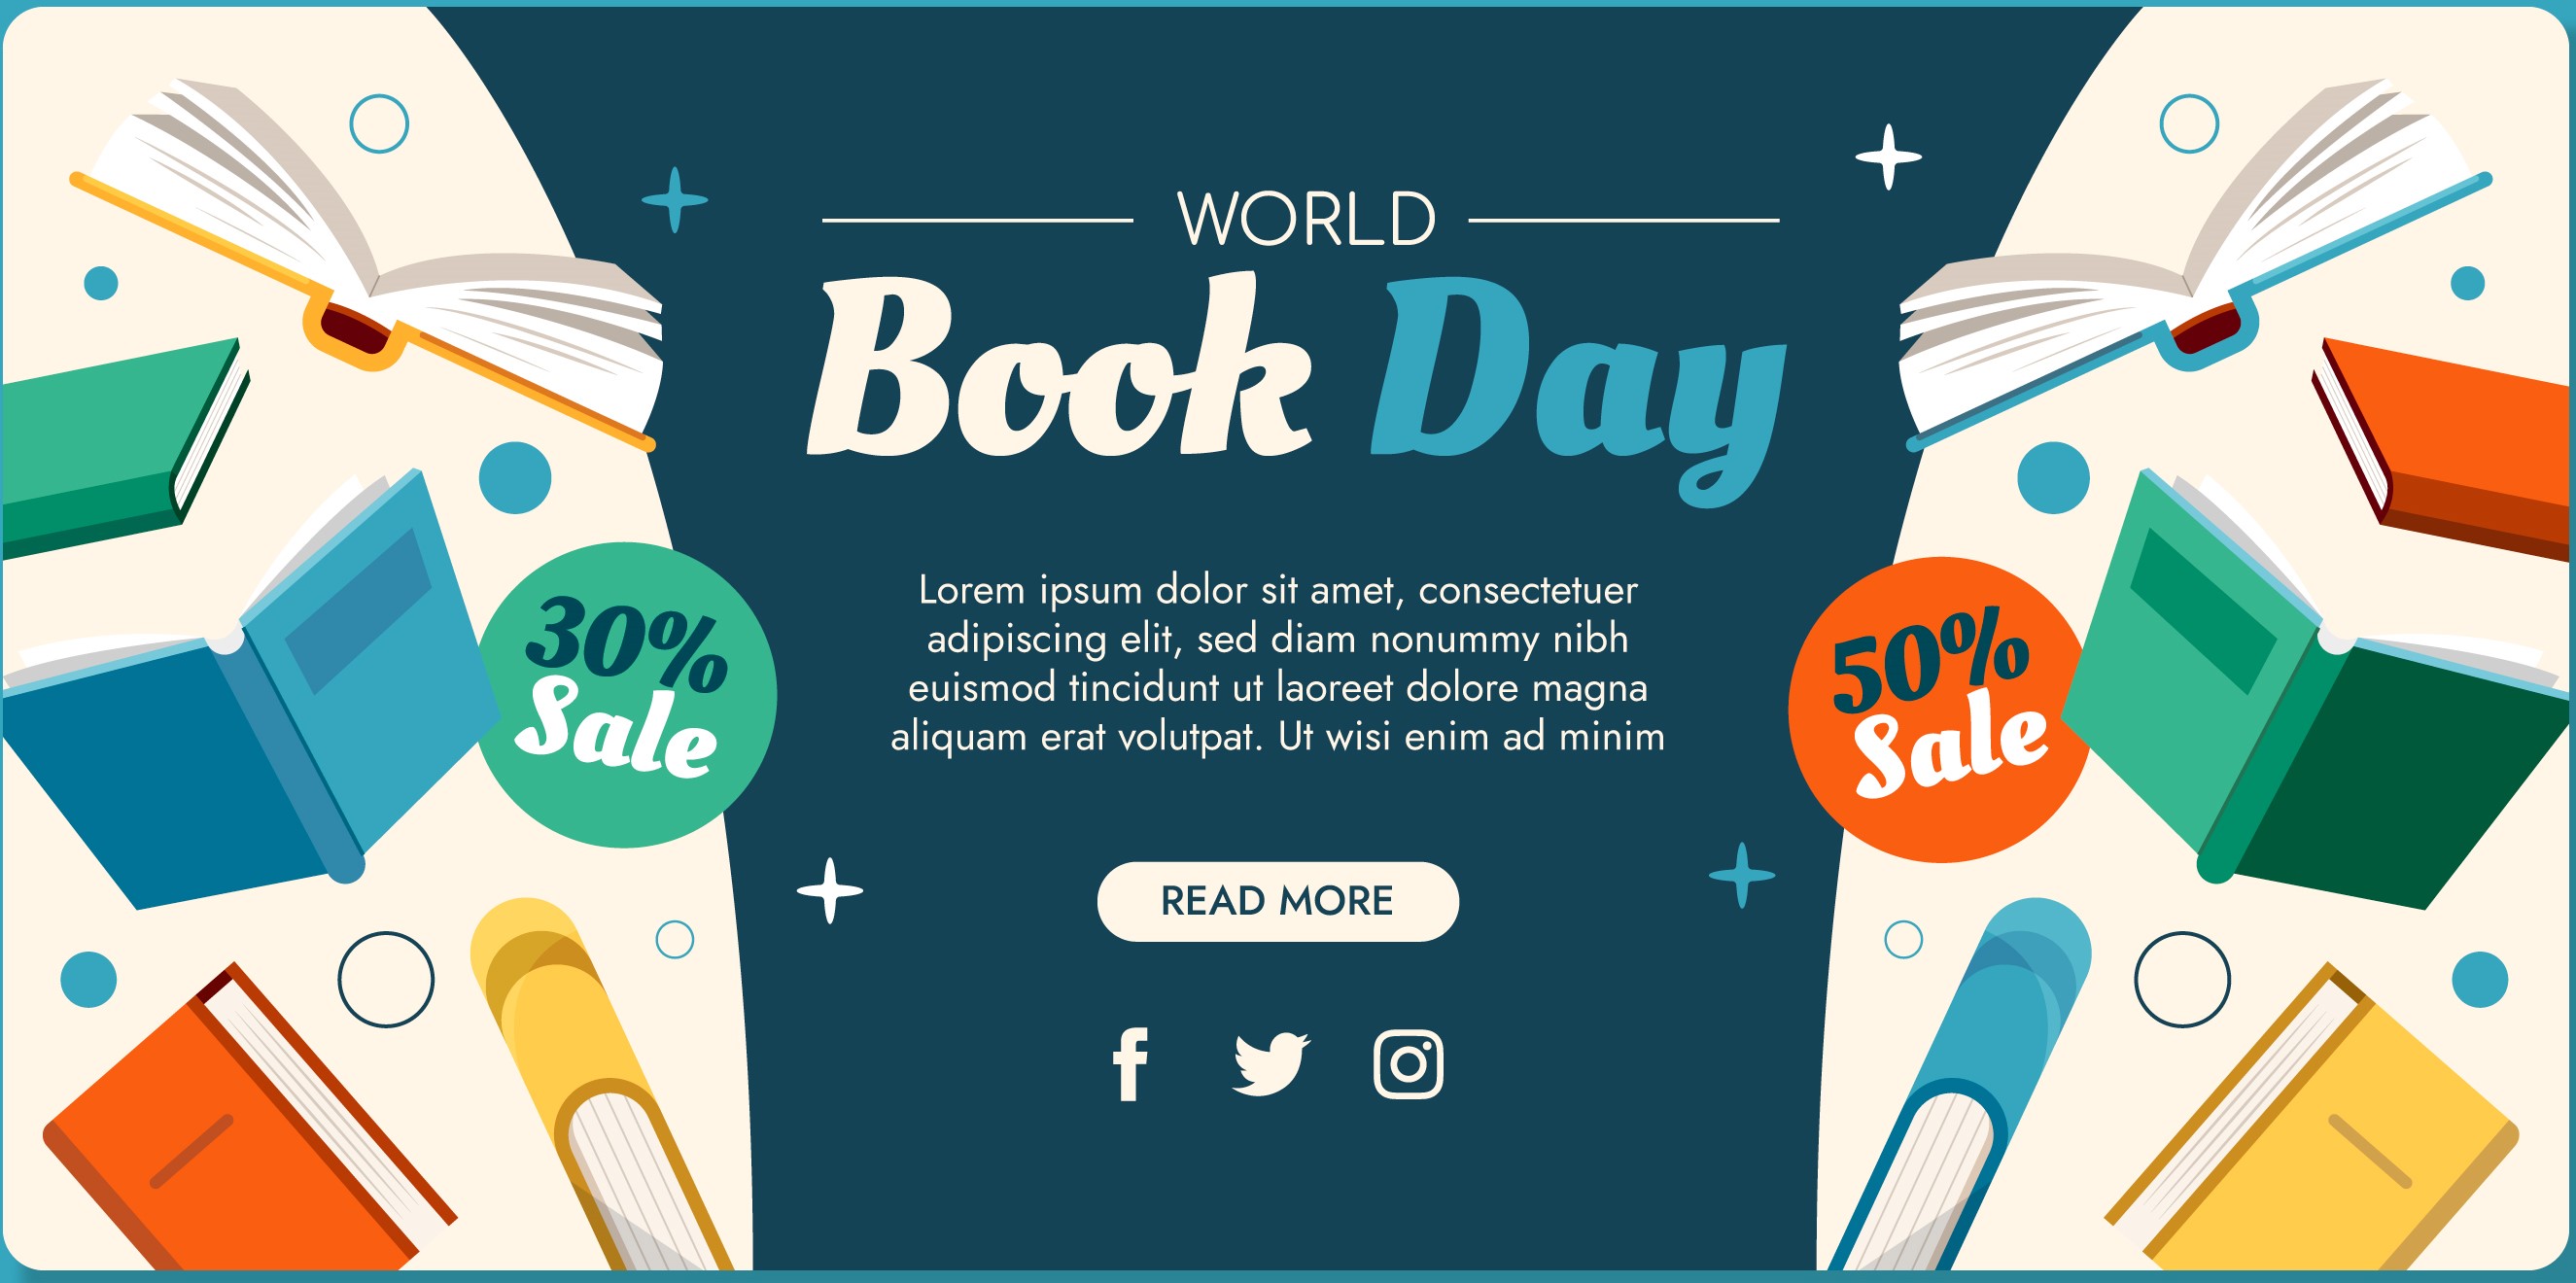 WORLD
Book Day
Lorem ipsum dolor sit amet, consectetuer
adipiscing elit, sed diam nonummy nibh
euismod tincidunt ut laoreet dolore magna
aliquam erat volutpat. Ut wisi enim ad minim
30%
Sale
50%
Sale
READ MORE